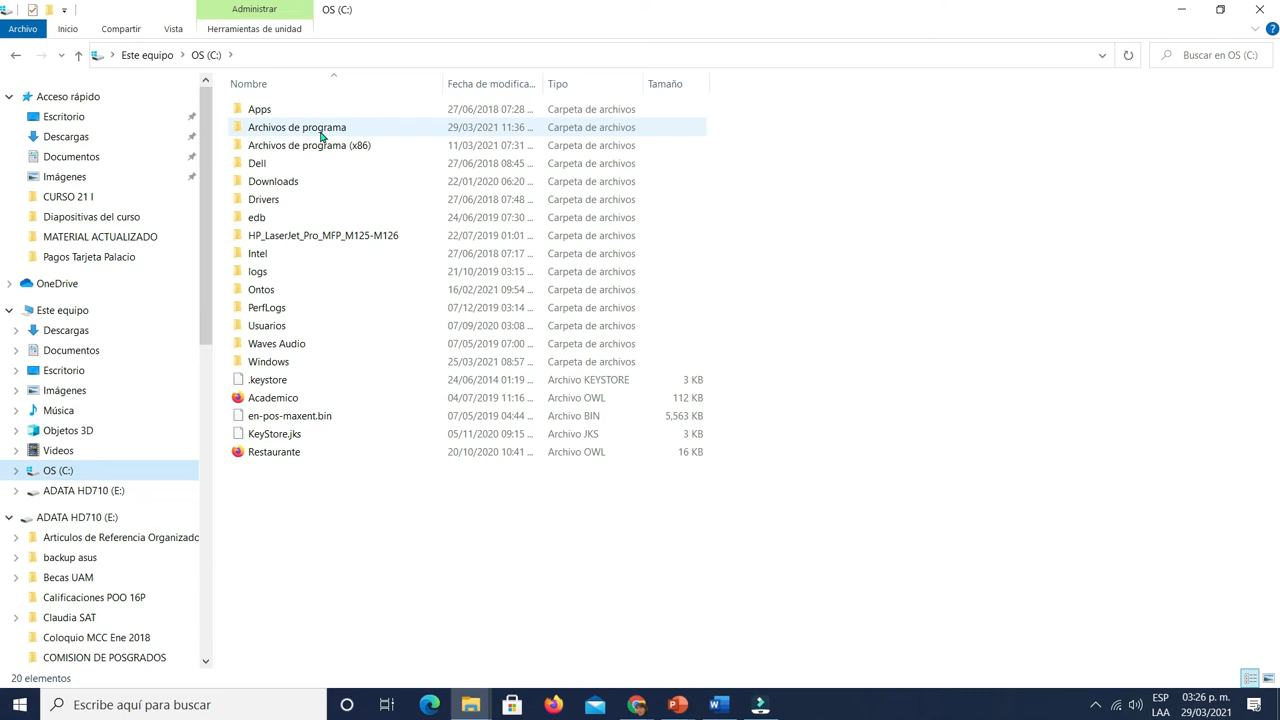 Administrar
OS (C:)
Archivo
Inicio
Compartir
Vista
Herramientas de unidad
Este equipo
OS (C:)
Buscar en OS (C:)
Nombre
Fecha de modifica...
Tipo
Tamaño
Acceso rápido
Escritorio
Descargas
Documentos
Imágenes
CURSO 21 I
Diapositivas del curso
MATERIAL ACTUALIZADO
Pagos Tarjeta Palacio
OneDrive
Este equipo
Descargas
Documentos
Escritorio
Imágenes
Música
Objetos 3D
Videos
OS (C:)
ADATA HD710 (E:)
ADATA HD710 (E:)
Articulos de Referencia Organizado
backup asus
Becas UAM
Calificaciones POO 16P
Claudia SAT
Coloquio MCC Ene 2018
COMISION DE POSGRADOS
Apps 27/06/2018 07:28 ... Carpeta de archivos
Archivos de programa 29/03/2021 11:36 ... Carpeta de archivos
Archivos de programa (x86) 11/03/2021 07:31 ... Carpeta de archivos
Dell 27/06/2018 08:45 ... Carpeta de archivos
Downloads 22/01/2020 06:20 ... Carpeta de archivos
Drivers 27/06/2018 07:48 ... Carpeta de archivos
edb 24/06/2019 07:30 ... Carpeta de archivos
HP_LaserJet_Pro_MFP_M125-M126 22/07/2019 01:01 ... Carpeta de archivos
Intel 27/06/2018 07:17 ... Carpeta de archivos
logs 21/10/2019 03:15 ... Carpeta de archivos
Ontos 16/02/2021 09:54 ... Carpeta de archivos
PerfLogs 07/12/2019 03:14 ... Carpeta de archivos
Usuarios 07/09/2020 03:08 ... Carpeta de archivos
Waves Audio 07/05/2019 07:00 ... Carpeta de archivos
Windows 25/03/2021 08:57 ... Carpeta de archivos
.keystore 24/06/2014 01:19 ... Archivo KEYSTORE 3 KB
Academico 04/07/2019 11:16 ... Archivo OWL 112 KB
en-pos-maxent.bin 07/05/2019 04:44 ... Archivo BIN 5,563 KB
KeyStore.jks 05/11/2020 09:15 ... Archivo JKS 3 KB
Restaurante 20/10/2020 10:41 ... Archivo OWL 16 KB
20 elementos
Escribe aquí para buscar
ESP
LAA
03:26 p. m.
29/03/2021